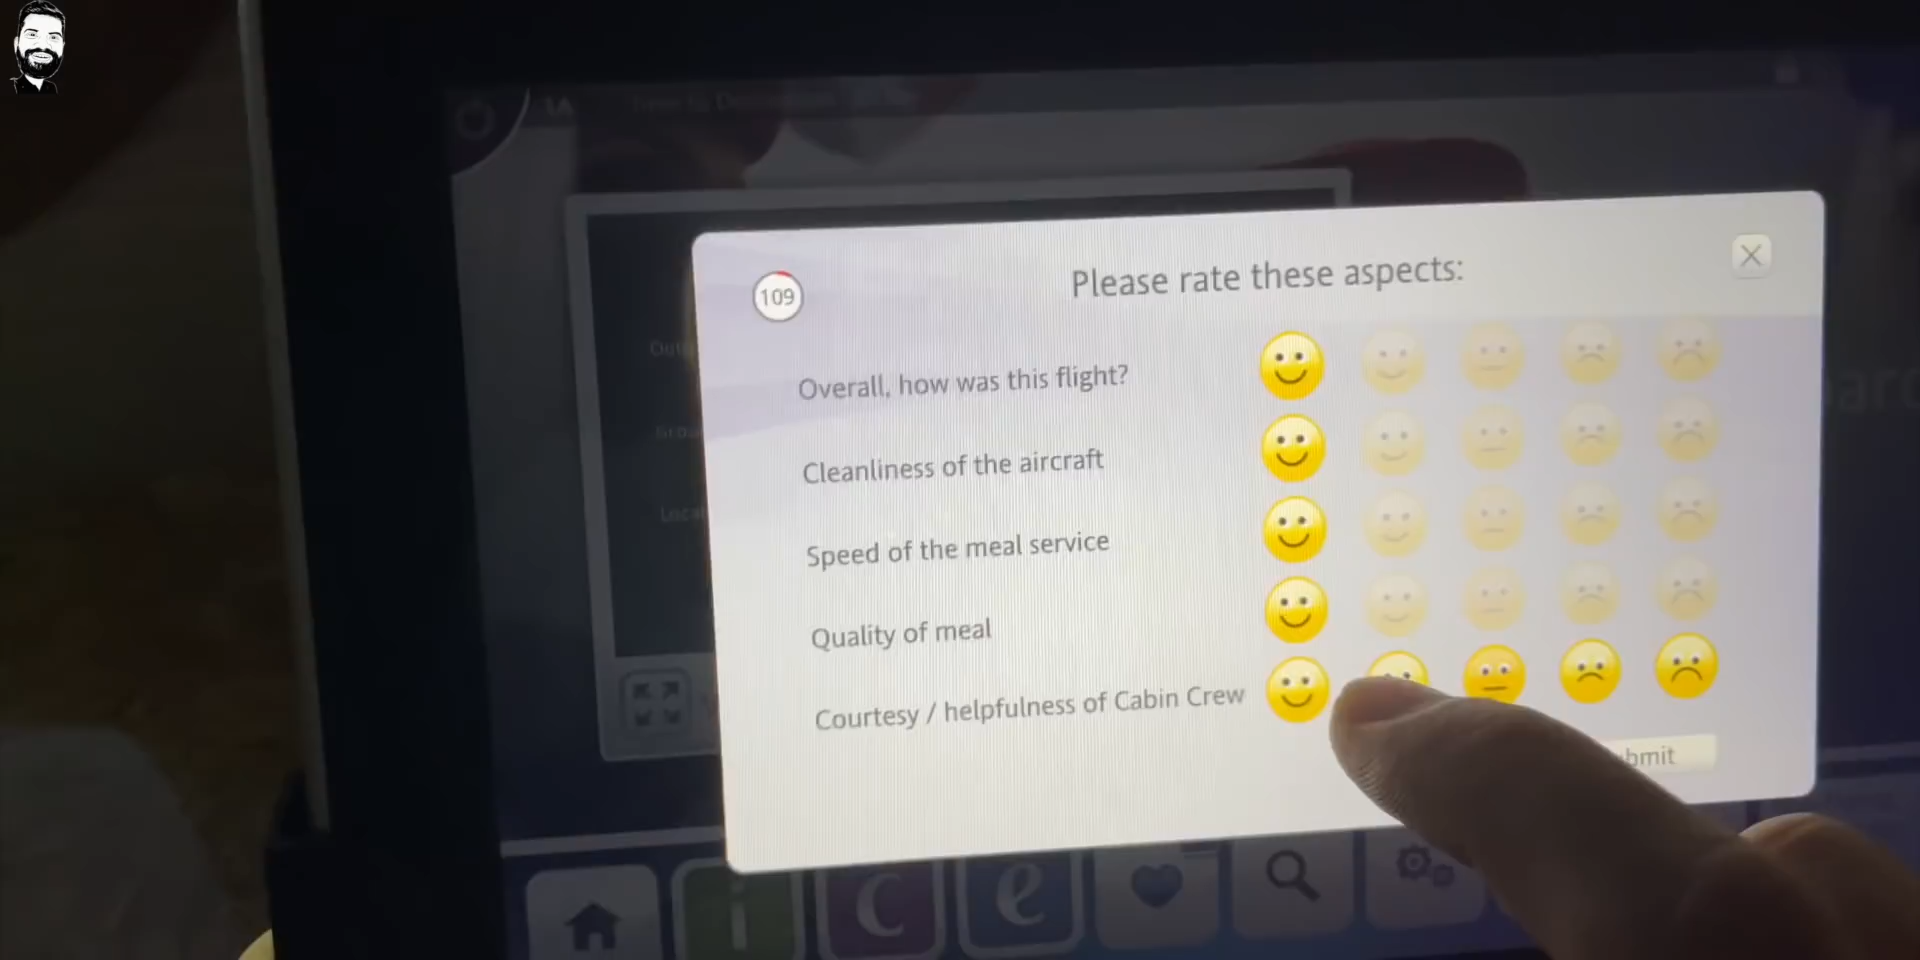 Please rate these aspects:
109
Overall, how was this flight?
Cleanliness of the aircraft
Speed of the meal service
Quality of meal
Courtesy / helpfulness of Cabin Crew
bmit
i
c
e